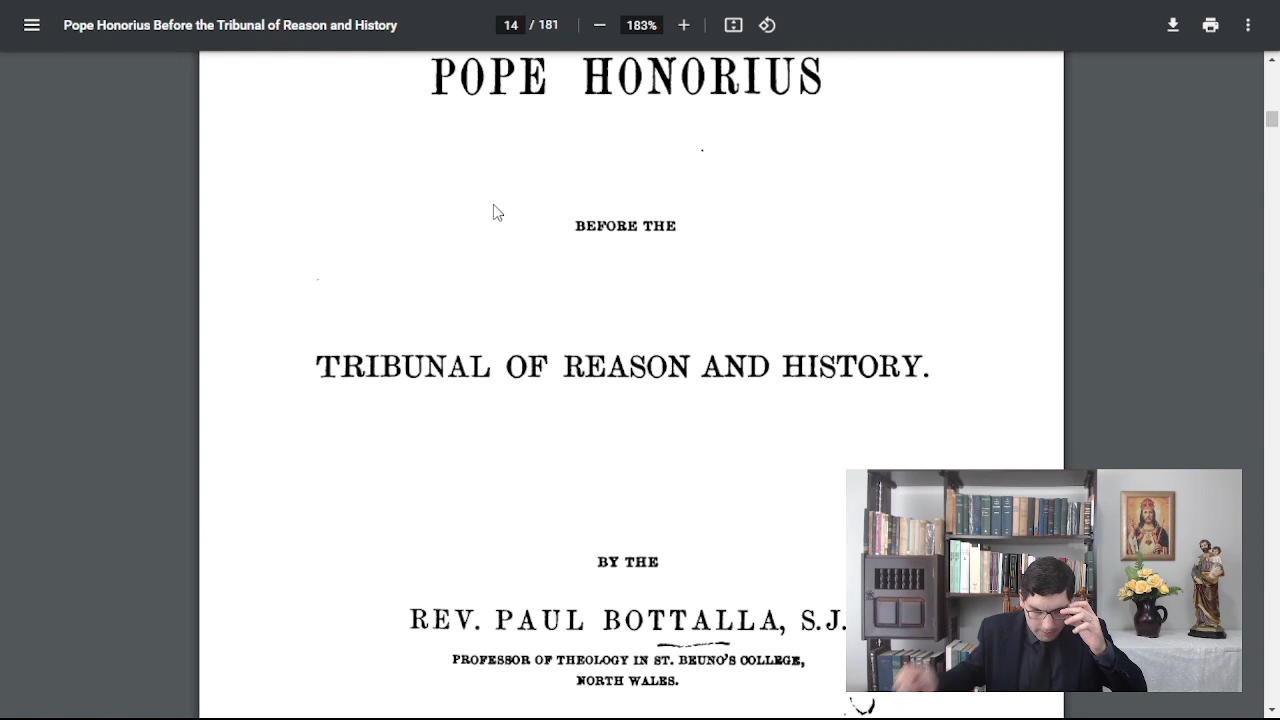 Pope Honorius Before the Tribunal of Reason and History
14 / 181
183%
POPE HONORIUS
BEFORE THE
TRIBUNAL OF REASON AND HISTORY.
BY THE
REV. PAUL BOTTALLA, S.J.
PROFESSOR OF THEOLOGY IN ST. BEUNO'S COLLEGE,
NORTH WALES.